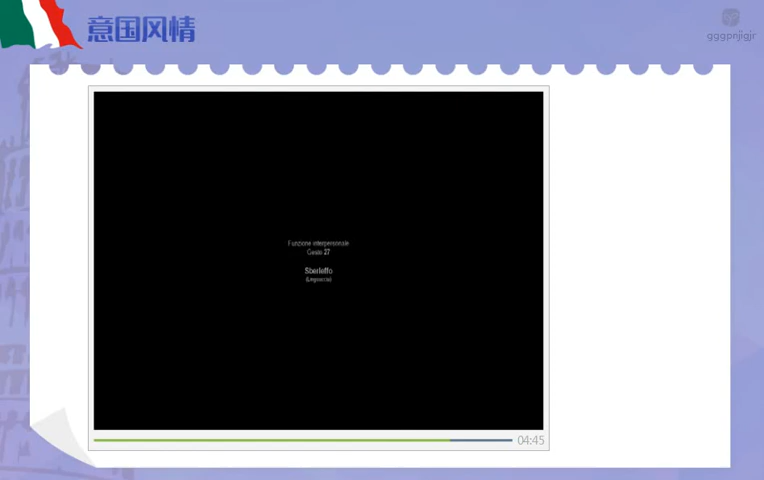 意国风情
gggpnjigjr
Funzione interpersonale
Gesto 27
Sberleffo
04:45